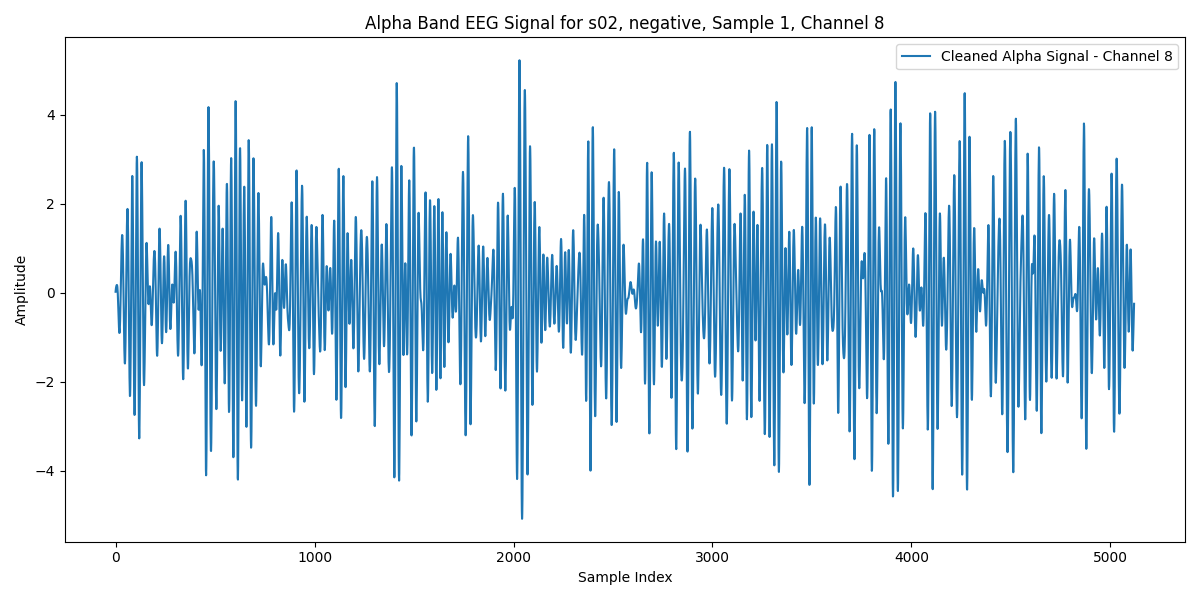 Alpha Band EEG Signal for s02, negative, Sample 1, Channel 8
Cleaned Alpha Signal - Channel 8
Amplitude
4
2
0
−2
−4
0 1000 2000 3000 4000 5000
Sample Index